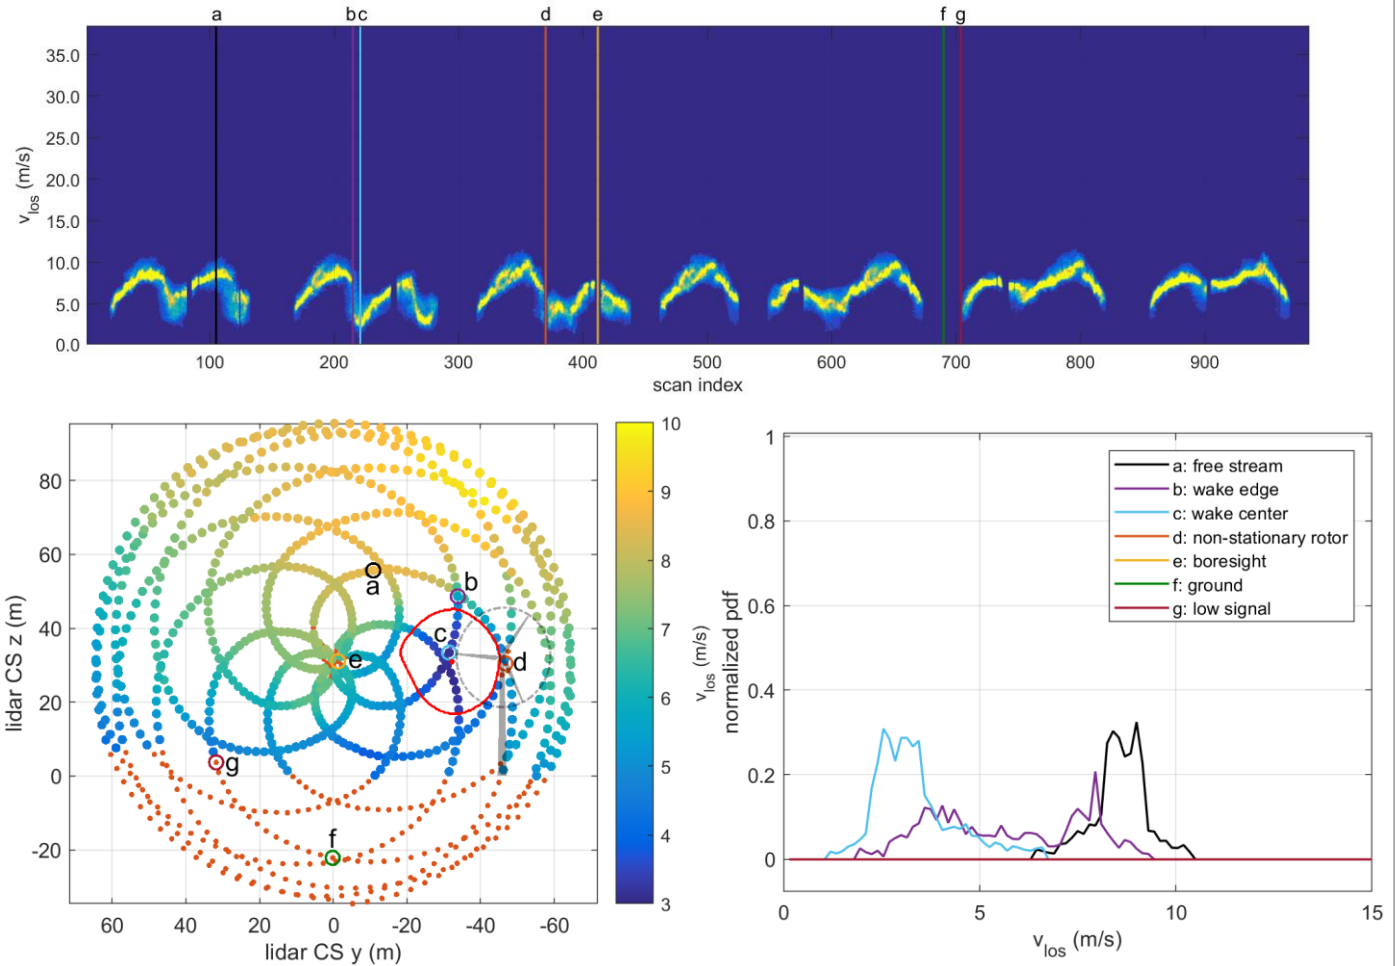 a b c d e f g
35.0
30.0
25.0
20.0
15.0
10.0
5.0
0.0
v_los (m/s)
100 200 300 400 500 600 700 800 900
scan index
80
60
40
20
0
-20
lidar CS z (m)
60 40 20 0 -20 -40 -60
lidar CS y (m)
a
b
c
d
e
f
g
10
9
8
7
6
5
4
3
v_los (m/s)
normalized pdf
1
0.8
0.6
0.4
0.2
0
0 5 10 15
v_los (m/s)
a: free stream
b: wake edge
c: wake center
d: non-stationary rotor
e: boresight
f: ground
g: low signal